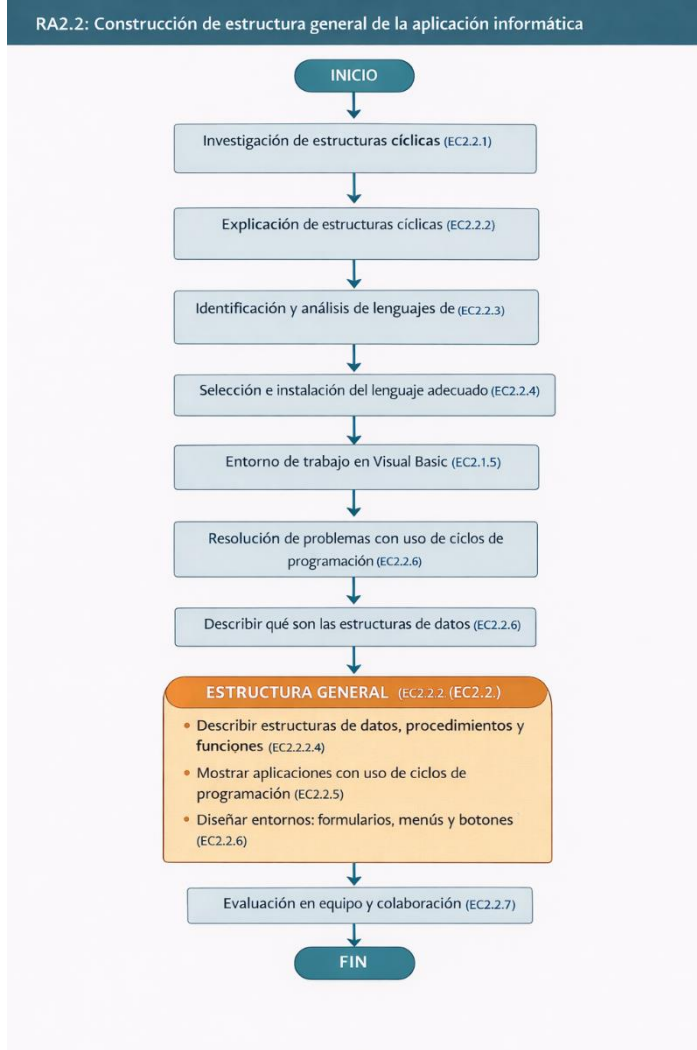 RA2.2: Construcción de estructura general de la aplicación informática
INICIO
Investigación de estructuras cíclicas (EC2.2.1)
Explicación de estructuras cíclicas (EC2.2.2)
Identificación y análisis de lenguajes de (EC2.2.3)
Selección e instalación del lenguaje adecuado (EC2.2.4)
Entorno de trabajo en Visual Basic (EC2.1.5)
Resolución de problemas con uso de ciclos de
programación (EC2.2.6)
Describir qué son las estructuras de datos (EC2.2.6)
ESTRUCTURA GENERAL (EC2.2.2 (EC2.2.)
• Describir estructuras de datos, procedimientos y
funciones (EC2.2.2.4)
• Mostrar aplicaciones con uso de ciclos de
programación (EC2.2.5)
• Diseñar entornos: formularios, menús y botones
(EC2.2.6)
Evaluación en equipo y colaboración (EC2.2.7)
FIN